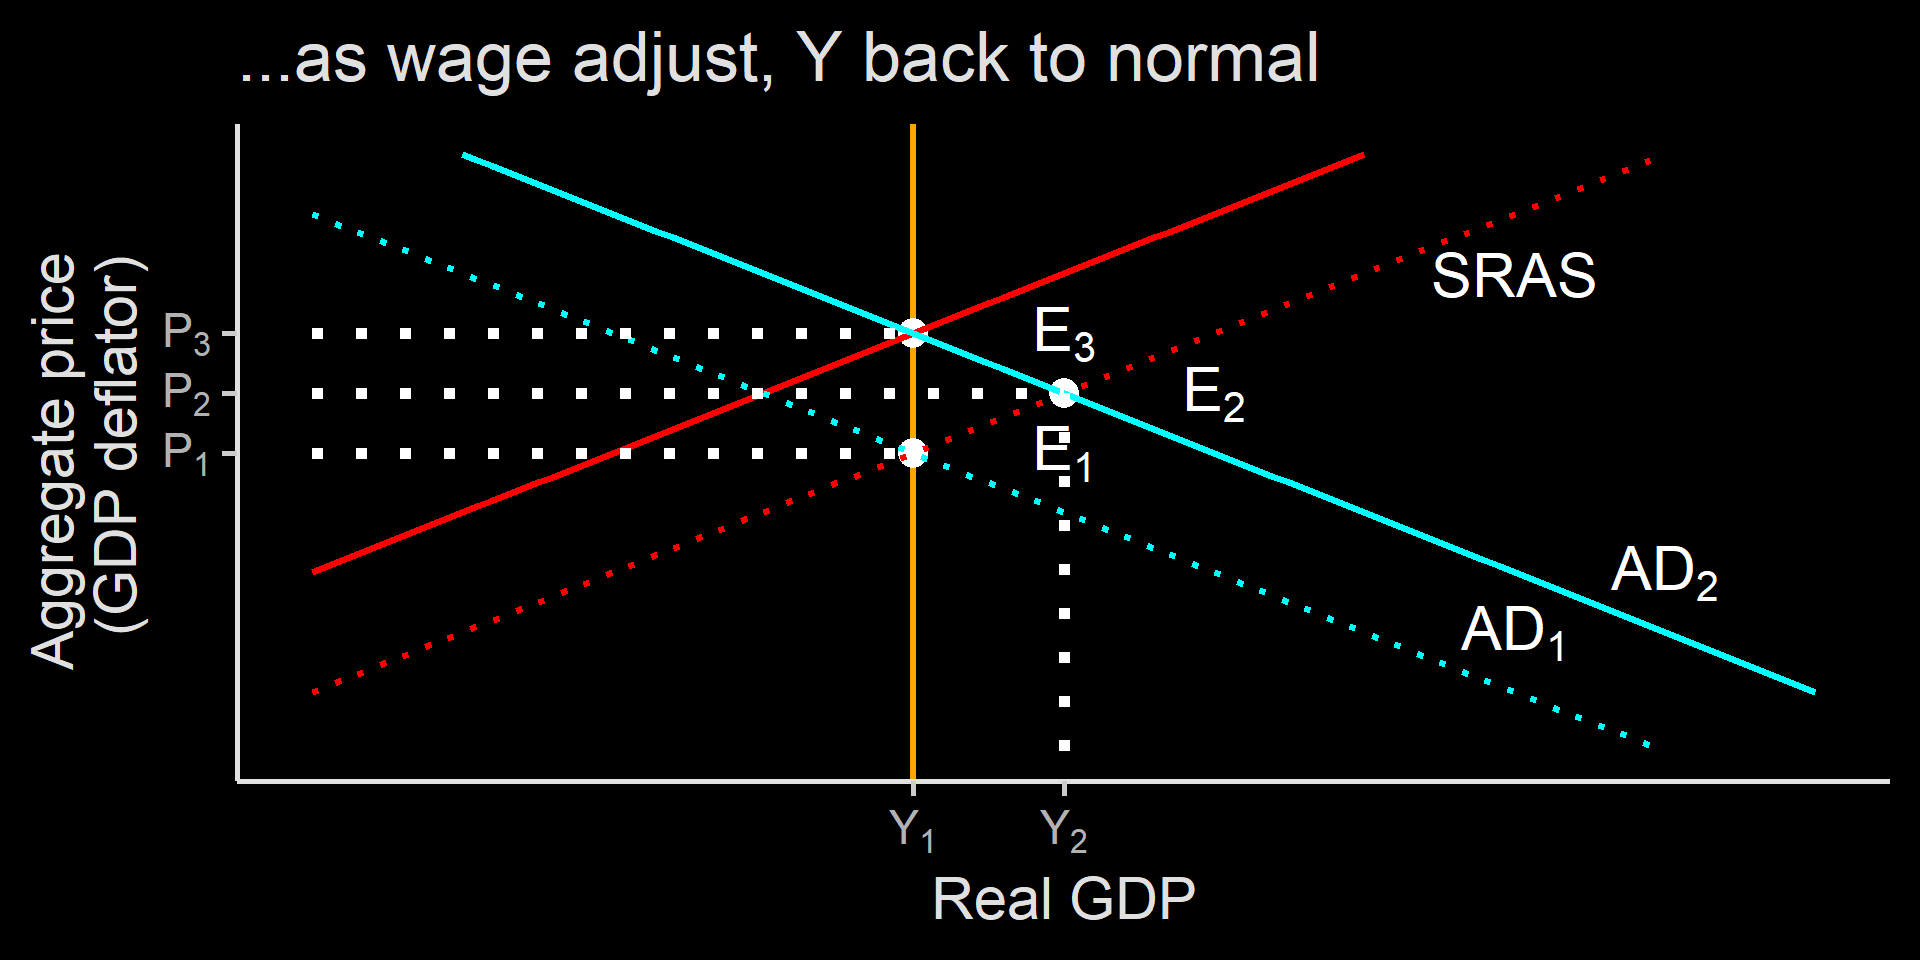 ...as wage adjust, Y back to normal
Aggregate price
(GDP deflator)
P₃
P₂
P₁
SRAS
E₃
E₂
E₁
AD₂
AD₁
Y₁
Y₂
Real GDP